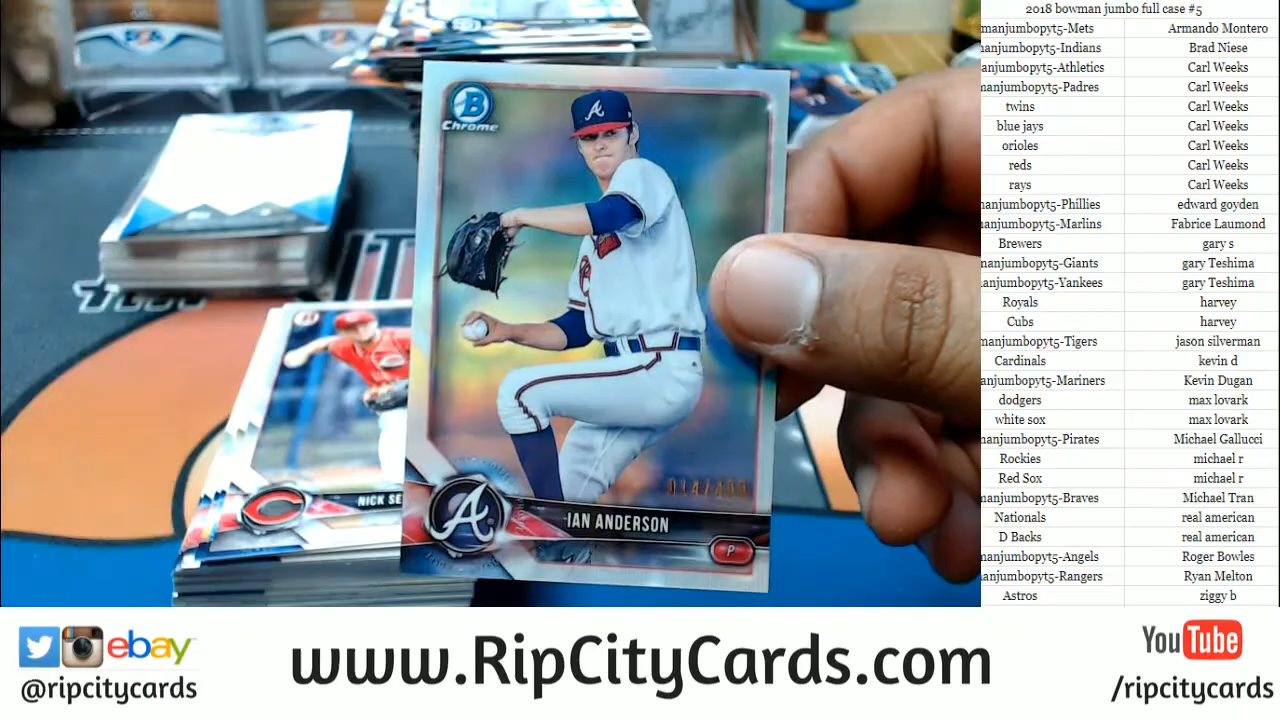 2018 bowman jumbo full case #5
manjumbopyt5-Mets Armando Montero
manjumbopyt5-Indians Brad Niese
anjumbopyt5-Athletics Carl Weeks
manjumbopyt5-Padres Carl Weeks
twins Carl Weeks
blue jays Carl Weeks
orioles Carl Weeks
reds Carl Weeks
rays Carl Weeks
manjumbopyt5-Phillies edward goyden
manjumbopyt5-Marlins Fabrice Laumond
Brewers gary s
manjumbopyt5-Giants gary Teshima
manjumbopyt5-Yankees gary Teshima
Royals harvey
Cubs harvey
manjumbopyt5-Tigers jason silverman
Cardinals kevin d
anjumbopyt5-Mariners Kevin Dugan
dodgers max lovark
white sox max lovark
manjumbopyt5-Pirates Michael Gallucci
Rockies michael r
Red Sox michael r
manjumbopyt5-Braves Michael Tran
Nationals real american
D Backs real american
manjumbopyt5-Angels Roger Bowles
anjumbopyt5-Rangers Ryan Melton
Astros ziggy b
B
Chrome
A
A
IAN ANDERSON
P
C
NICK SE
ebay
@ripcitycards
www.RipCityCards.com
YouTube
/ripcitycards